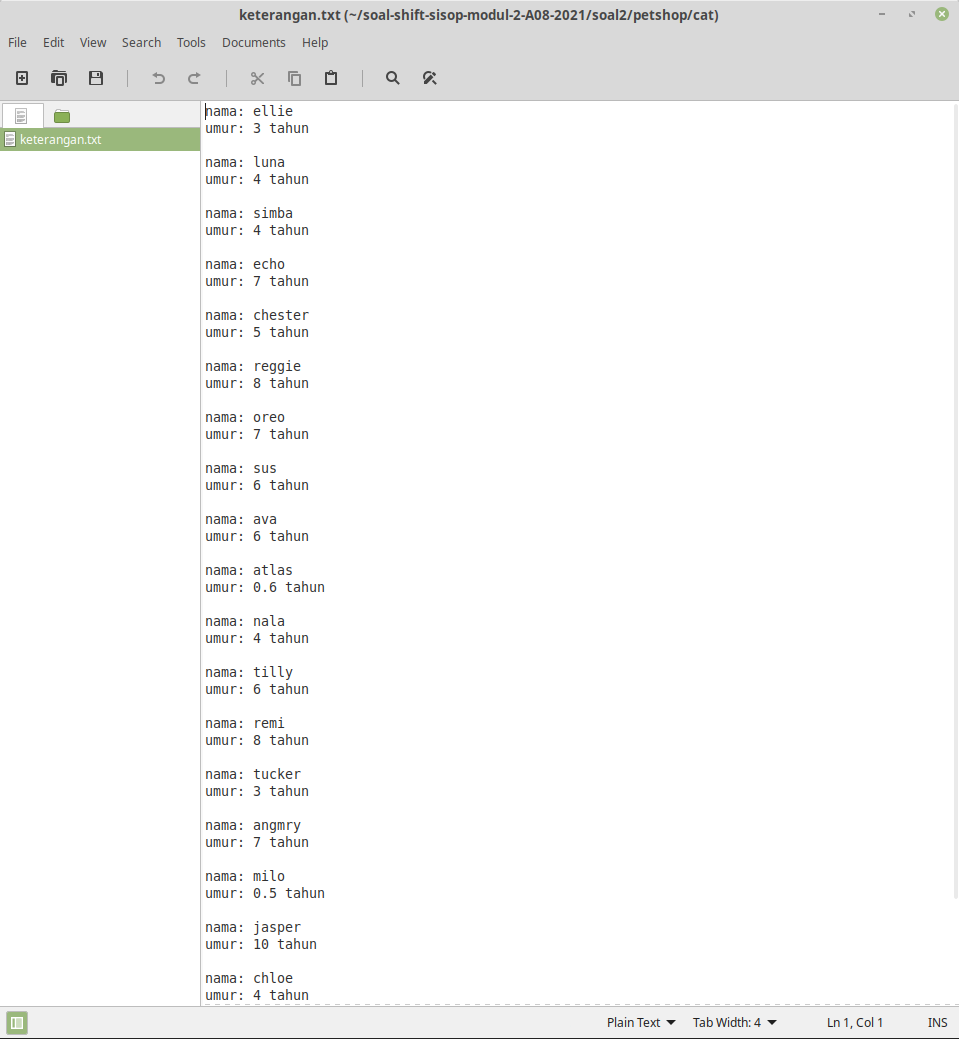 keterangan.txt (~/soal-shift-sisop-modul-2-A08-2021/soal2/petshop/cat)
File Edit View Search Tools Documents Help
keterangan.txt
nama: ellie
umur: 3 tahun
nama: luna
umur: 4 tahun
nama: simba
umur: 4 tahun
nama: echo
umur: 7 tahun
nama: chester
umur: 5 tahun
nama: reggie
umur: 8 tahun
nama: oreo
umur: 7 tahun
nama: sus
umur: 6 tahun
nama: ava
umur: 6 tahun
nama: atlas
umur: 0.6 tahun
nama: nala
umur: 4 tahun
nama: tilly
umur: 6 tahun
nama: remi
umur: 8 tahun
nama: tucker
umur: 3 tahun
nama: angmry
umur: 7 tahun
nama: milo
umur: 0.5 tahun
nama: jasper
umur: 10 tahun
nama: chloe
umur: 4 tahun
Plain Text Tab Width: 4 Ln 1, Col 1 INS